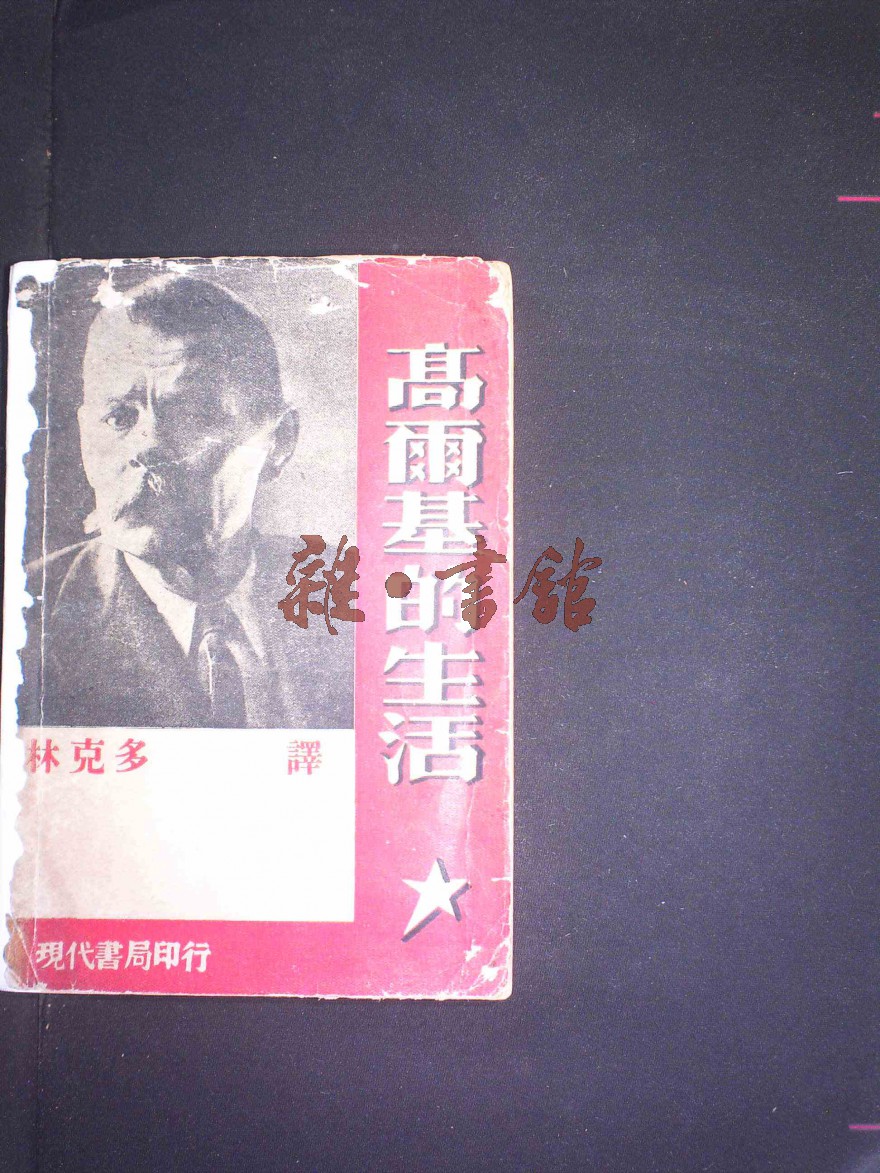 高爾基的生活
林克多 譯
現代書局印行
雜·書館